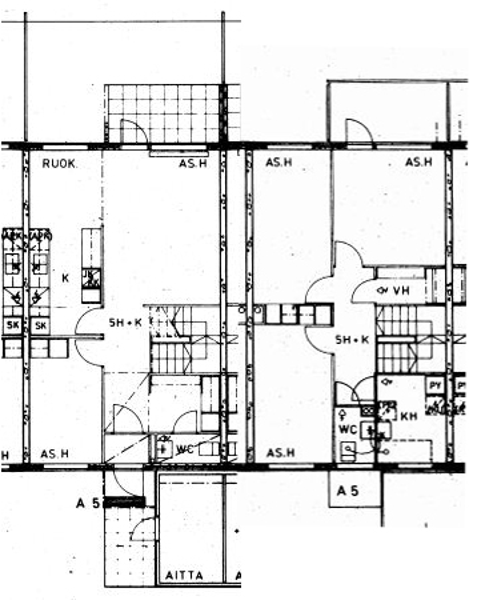 RUOK. AS.H
AS.H AS.H
K
VH
SK SK
5H+K
5H+K
PY
KH
WC
WC
H AS.H
AS.H
A 5
A 5
AITTA A